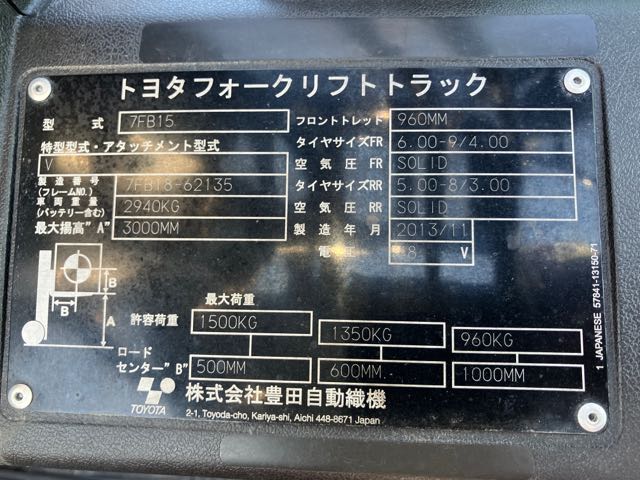 トヨタフォークリフトトラック
型式 7FB15 フロントトレッド 960MM
特型型式・アタッチメント型式 タイヤサイズFR 6.00-9/4.00
V 空気圧 FR SOLID
製造番号(フレームNO.) 7FB18-62135 タイヤサイズRR 5.00-8/3.00
車両重量(バッテリー含む) 2940KG 空気圧 RR SOLID
最大揚高"A" 3000MM 製造年月 2013/11
V
B
B
A
最大荷重
許容荷重 1500KG 1350KG 960KG
ロードセンター"B" 500MM 600MM 1000MM
TOYOTA 株式会社豊田自動織機
2-1, Toyoda-cho, Kariya-shi, Aichi 448-8671 Japan
1 JAPANESE 57841-13150-71